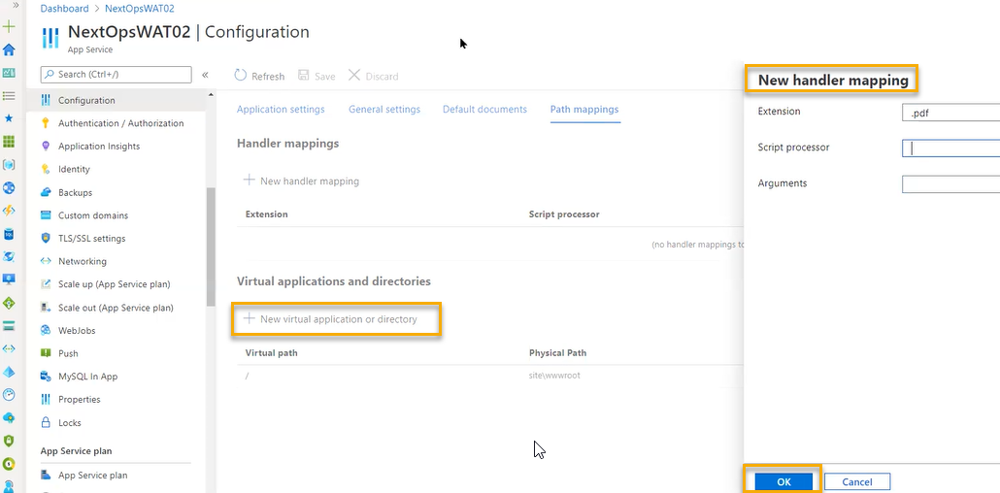 Dashboard > NextOpsWAT02
NextOpsWAT02 | Configuration
App Service
Search (Ctrl+/)
«
Refresh Save Discard
Configuration
Authentication / Authorization
Application Insights
Identity
Backups
Custom domains
TLS/SSL settings
Networking
Scale up (App Service plan)
Scale out (App Service plan)
WebJobs
Push
MySQL In App
Properties
Locks
App Service plan
App Service plan
Application settings General settings Default documents Path mappings
Handler mappings
+ New handler mapping
Extension Script processor
(no handler mappings to
Virtual applications and directories
+ New virtual application or directory
Virtual path Physical Path
/ site\wwwroot
New handler mapping
Extension .pdf
Script processor
Arguments
OK Cancel